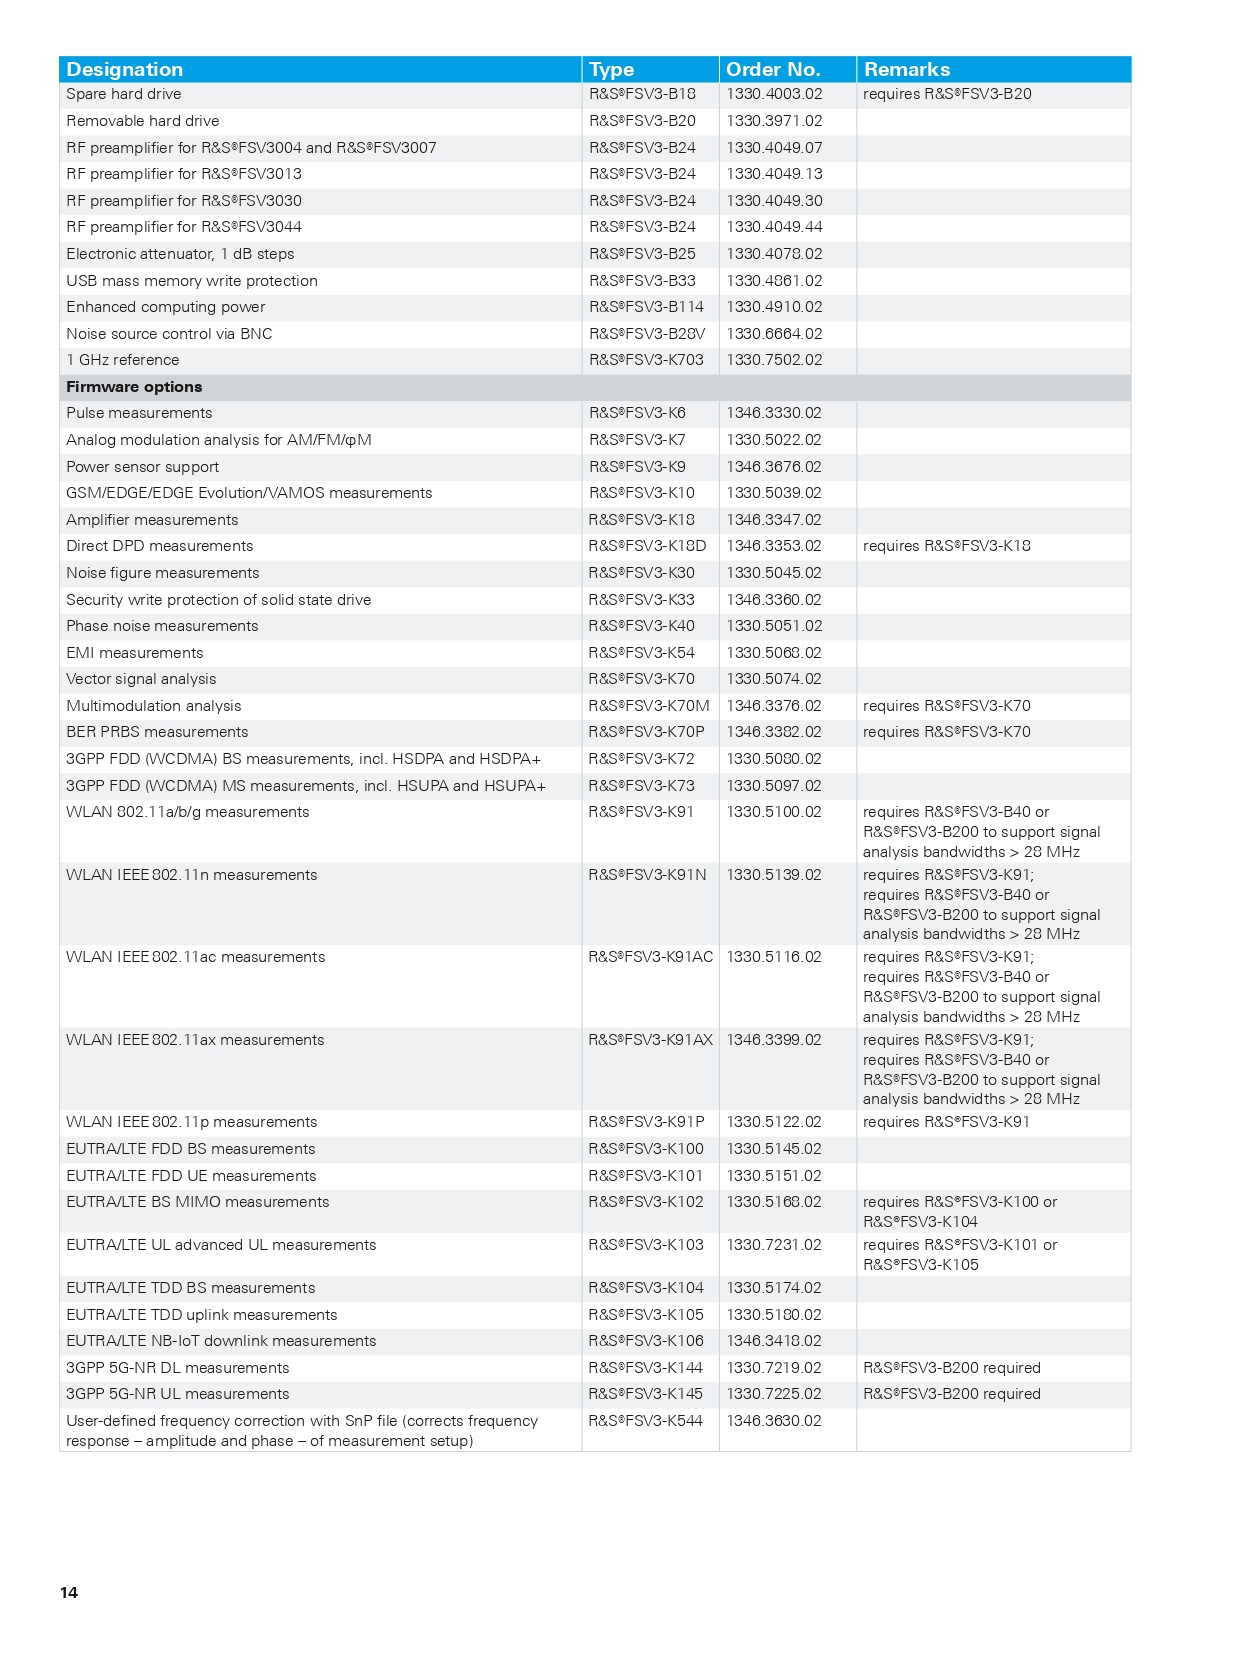 Designation Type Order No. Remarks
Spare hard drive R&S®FSV3-B18 1330.4003.02 requires R&S®FSV3-B20
Removable hard drive R&S®FSV3-B20 1330.3971.02
RF preamplifier for R&S®FSV3004 and R&S®FSV3007 R&S®FSV3-B24 1330.4049.07
RF preamplifier for R&S®FSV3013 R&S®FSV3-B24 1330.4049.13
RF preamplifier for R&S®FSV3030 R&S®FSV3-B24 1330.4049.30
RF preamplifier for R&S®FSV3044 R&S®FSV3-B24 1330.4049.44
Electronic attenuator, 1 dB steps R&S®FSV3-B25 1330.4078.02
USB mass memory write protection R&S®FSV3-B33 1330.4861.02
Enhanced computing power R&S®FSV3-B114 1330.4910.02
Noise source control via BNC R&S®FSV3-B28V 1330.6664.02
1 GHz reference R&S®FSV3-K703 1330.7502.02
Firmware options
Pulse measurements R&S®FSV3-K6 1346.3330.02
Analog modulation analysis for AM/FM/φM R&S®FSV3-K7 1330.5022.02
Power sensor support R&S®FSV3-K9 1346.3676.02
GSM/EDGE/EDGE Evolution/VAMOS measurements R&S®FSV3-K10 1330.5039.02
Amplifier measurements R&S®FSV3-K18 1346.3347.02
Direct DPD measurements R&S®FSV3-K18D 1346.3353.02 requires R&S®FSV3-K18
Noise figure measurements R&S®FSV3-K30 1330.5045.02
Security write protection of solid state drive R&S®FSV3-K33 1346.3360.02
Phase noise measurements R&S®FSV3-K40 1330.5051.02
EMI measurements R&S®FSV3-K54 1330.5068.02
Vector signal analysis R&S®FSV3-K70 1330.5074.02
Multimodulation analysis R&S®FSV3-K70M 1346.3376.02 requires R&S®FSV3-K70
BER PRBS measurements R&S®FSV3-K70P 1346.3382.02 requires R&S®FSV3-K70
3GPP FDD (WCDMA) BS measurements, incl. HSDPA and HSDPA+ R&S®FSV3-K72 1330.5080.02
3GPP FDD (WCDMA) MS measurements, incl. HSUPA and HSUPA+ R&S®FSV3-K73 1330.5097.02
WLAN 802.11a/b/g measurements R&S®FSV3-K91 1330.5100.02 requires R&S®FSV3-B40 or
R&S®FSV3-B200 to support signal
analysis bandwidths > 28 MHz
WLAN IEEE 802.11n measurements R&S®FSV3-K91N 1330.5139.02 requires R&S®FSV3-K91;
requires R&S®FSV3-B40 or
R&S®FSV3-B200 to support signal
analysis bandwidths > 28 MHz
WLAN IEEE 802.11ac measurements R&S®FSV3-K91AC 1330.5116.02 requires R&S®FSV3-K91;
requires R&S®FSV3-B40 or
R&S®FSV3-B200 to support signal
analysis bandwidths > 28 MHz
WLAN IEEE 802.11ax measurements R&S®FSV3-K91AX 1346.3399.02 requires R&S®FSV3-K91;
requires R&S®FSV3-B40 or
R&S®FSV3-B200 to support signal
analysis bandwidths > 28 MHz
WLAN IEEE 802.11p measurements R&S®FSV3-K91P 1330.5122.02 requires R&S®FSV3-K91
EUTRA/LTE FDD BS measurements R&S®FSV3-K100 1330.5145.02
EUTRA/LTE FDD UE measurements R&S®FSV3-K101 1330.5151.02
EUTRA/LTE BS MIMO measurements R&S®FSV3-K102 1330.5168.02 requires R&S®FSV3-K100 or
R&S®FSV3-K104
EUTRA/LTE UL advanced UL measurements R&S®FSV3-K103 1330.7231.02 requires R&S®FSV3-K101 or
R&S®FSV3-K105
EUTRA/LTE TDD BS measurements R&S®FSV3-K104 1330.5174.02
EUTRA/LTE TDD uplink measurements R&S®FSV3-K105 1330.5180.02
EUTRA/LTE NB-IoT downlink measurements R&S®FSV3-K106 1346.3418.02
3GPP 5G-NR DL measurements R&S®FSV3-K144 1330.7219.02 R&S®FSV3-B200 required
3GPP 5G-NR UL measurements R&S®FSV3-K145 1330.7225.02 R&S®FSV3-B200 required
User-defined frequency correction with SnP file (corrects frequency R&S®FSV3-K544 1346.3630.02
response – amplitude and phase – of measurement setup)
14